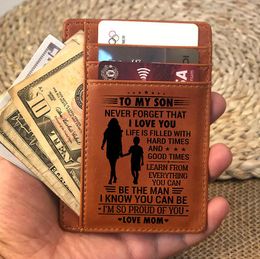 TO MY SON
NEVER FORGET THAT
I LOVE YOU
LIFE IS FILLED WITH
HARD TIMES
AND
GOOD TIMES
LEARN FROM
EVERYTHING
YOU CAN
BE THE MAN
I KNOW YOU CAN BE
I'M SO PROUD OF YOU
LOVE MOM